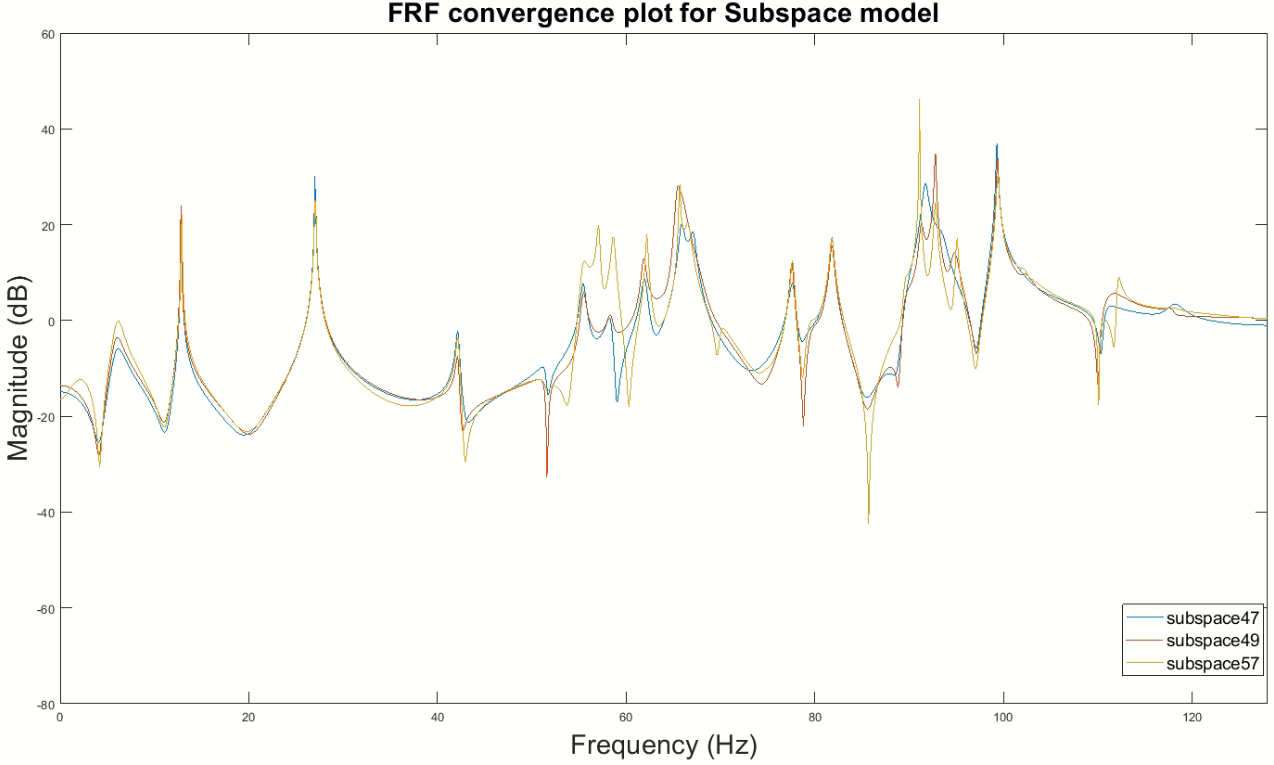 FRF convergence plot for Subspace model
60
40
20
0
-20
-40
-60
-80
Magnitude (dB)
subspace47
subspace49
subspace57
0 20 40 60 80 100 120
Frequency (Hz)